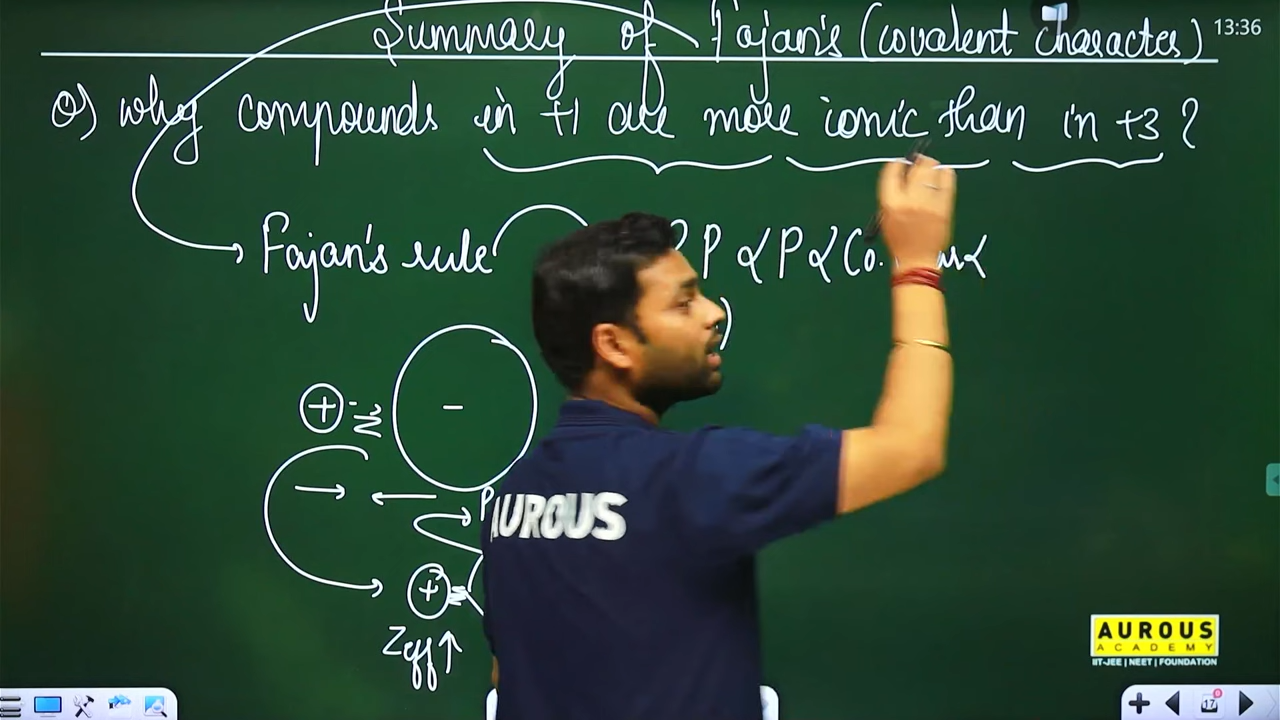 Summary of Fajan's (covalent character)
13:36
Q) why compounds in +1 are more ionic than in +3 ?
Fajan's rule
P ∝ P ∝ Co.
+
-
+
Zeff ↑
AUROUS
AUROUS
ACADEMY
IIT-JEE | NEET | FOUNDATION
17